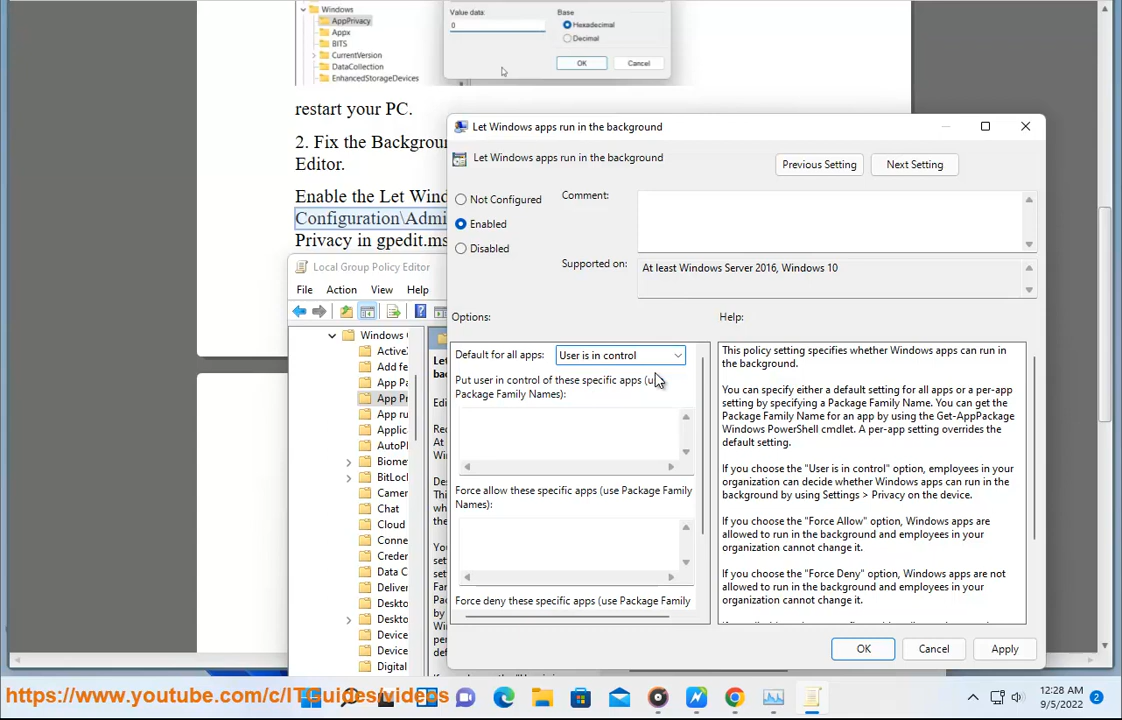 Windows
AppPrivacy
Appx
BITS
CurrentVersion
DataCollection
EnhancedStorageDevices
Value data:
0
Base
Hexadecimal
Decimal
OK
Cancel
restart your PC.
2. Fix the Backgroun
Editor.
Enable the Let Wind
Configuration\Admi
Privacy in gpedit.ms
Let Windows apps run in the background
Let Windows apps run in the background
Previous Setting
Next Setting
Not Configured
Enabled
Disabled
Comment:
Supported on:
At least Windows Server 2016, Windows 10
Options:
Help:
Default for all apps:
User is in control
Put user in control of these specific apps (u
Package Family Names):
Force allow these specific apps (use Package Family
Names):
Force deny these specific apps (use Package Family
This policy setting specifies whether Windows apps can run in
the background.
You can specify either a default setting for all apps or a per-app
setting by specifying a Package Family Name. You can get the
Package Family Name for an app by using the Get-AppPackage
Windows PowerShell cmdlet. A per-app setting overrides the
default setting.
If you choose the "User is in control" option, employees in your
organization can decide whether Windows apps can run in the
background by using Settings > Privacy on the device.
If you choose the "Force Allow" option, Windows apps are
allowed to run in the background and employees in your
organization cannot change it.
If you choose the "Force Deny" option, Windows apps are not
allowed to run in the background and employees in your
organization cannot change it.
OK
Cancel
Apply
Local Group Policy Editor
File
Action
View
Help
Windows C
ActiveX
Add fe
App Pa
App Pr
App ru
Applic
AutoPl
Biome
BitLoc
Camer
Chat
Cloud
Conne
Creder
Data C
Deliver
Deskto
Deskto
Device
Device
Digital
https://www.youtube.com/c/ITGuides/videos
12:28 AM
9/5/2022
2